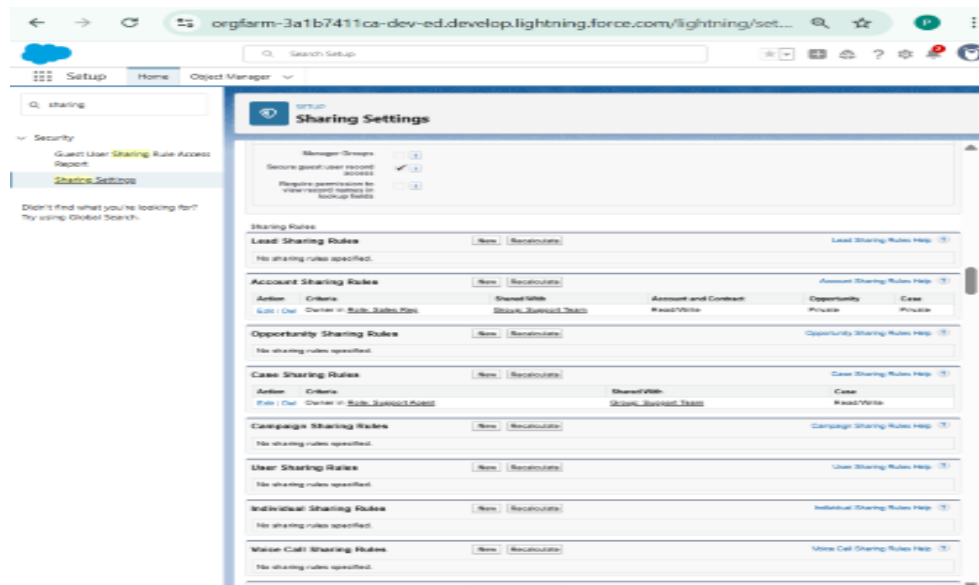 orgfarm-3a1b7411ca-dev-ed.develop.lightning.force.com/lightning/set...
P
Search Setup
Setup Home Object Manager
sharing
Security
Guest User Sharing Rule Access
Report
Sharing Settings
Didn't find what you're looking for?
Try using Global Search.
SETUP
Sharing Settings
Manager Groups
Secure guest user record
access
Require permission to
view record names in
lookup fields
Sharing Rules
Lead Sharing Rules New Recalculate Lead Sharing Rules Help
No sharing rules specified.
Account Sharing Rules New Recalculate Account Sharing Rules Help
Action Criteria Shared With Account and Contract Opportunity Case
Edit | Del Owner in Role: Sales Rep Group: Support Team Read/Write Private Private
Opportunity Sharing Rules New Recalculate Opportunity Sharing Rules Help
No sharing rules specified.
Case Sharing Rules New Recalculate Case Sharing Rules Help
Action Criteria Shared With Case
Edit | Del Owner in Role: Support Agent Group: Support Team Read/Write
Campaign Sharing Rules New Recalculate Campaign Sharing Rules Help
No sharing rules specified.
User Sharing Rules New Recalculate User Sharing Rules Help
No sharing rules specified.
Individual Sharing Rules New Recalculate Individual Sharing Rules Help
No sharing rules specified.
Voice Call Sharing Rules New Recalculate Voice Call Sharing Rules Help
No sharing rules specified.